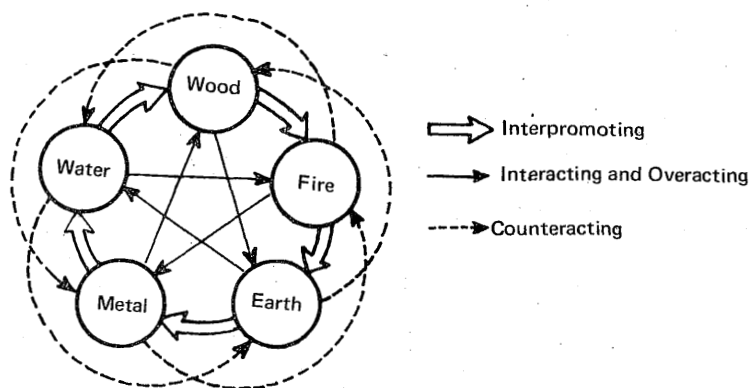 Wood
Water
Fire
Metal
Earth
Interpromoting
Interacting and Overacting
Counteracting